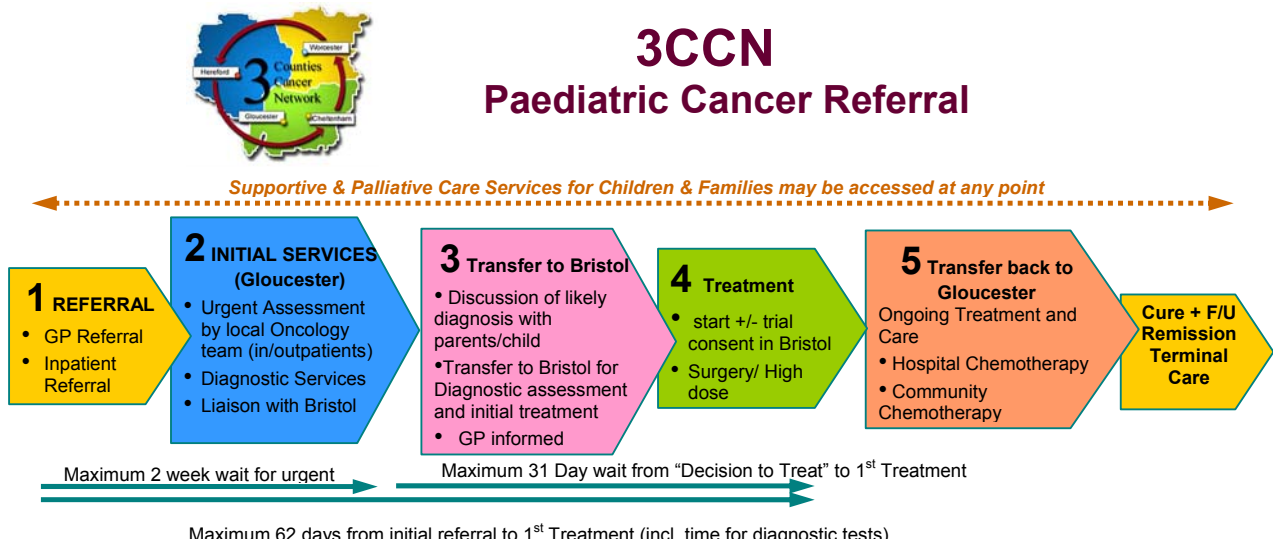 3CCN
Paediatric Cancer Referral
Worcester
Hereford
3 Counties
Cancer
Network
Gloucester
Cheltenham
Supportive & Palliative Care Services for Children & Families may be accessed at any point
1 REFERRAL
• GP Referral
• Inpatient
Referral
2 INITIAL SERVICES
(Gloucester)
• Urgent Assessment
by local Oncology
team (in/outpatients)
• Diagnostic Services
• Liaison with Bristol
3 Transfer to Bristol
• Discussion of likely
diagnosis with
parents/child
•Transfer to Bristol for
Diagnostic assessment
and initial treatment
• GP informed
4 Treatment
• start +/- trial
consent in Bristol
• Surgery/ High
dose
5 Transfer back to
Gloucester
Ongoing Treatment and
Care
• Hospital Chemotherapy
• Community
Chemotherapy
Cure + F/U
Remission
Terminal
Care
Maximum 2 week wait for urgent
Maximum 31 Day wait from “Decision to Treat” to 1st Treatment
Maximum 62 days from initial referral to 1st Treatment (incl. time for diagnostic tests)